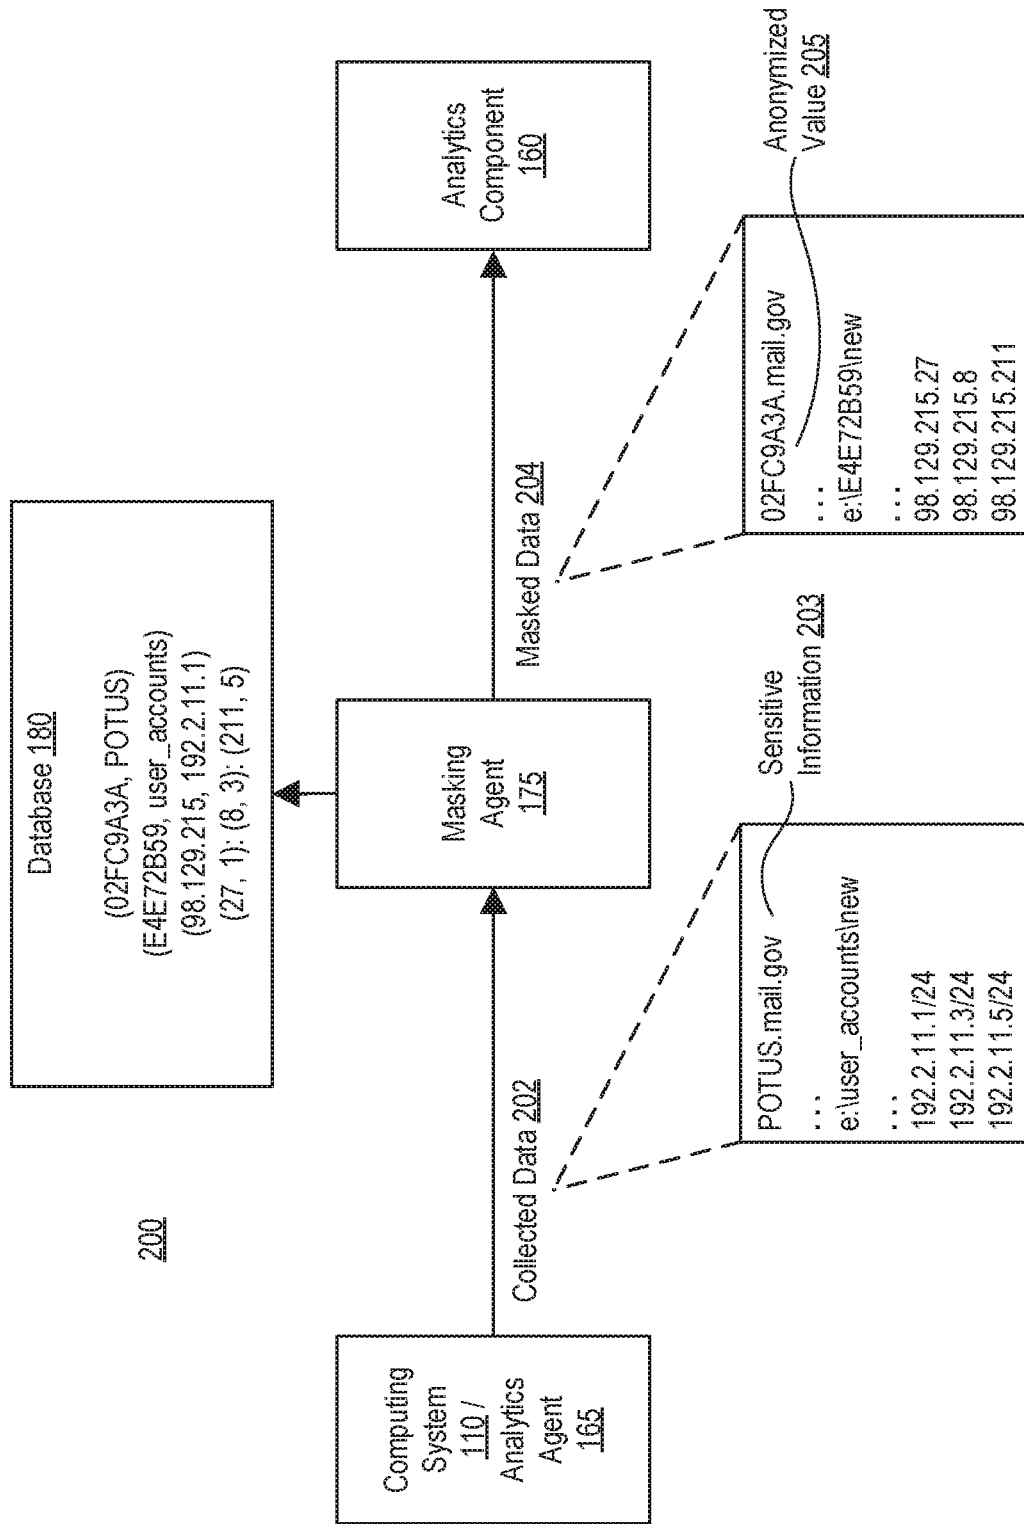 200
Database 180
(02FC9A3A, POTUS)
(E4E72B59, user_accounts)
(98.129.215, 192.2.11.1)
(27, 1): (8, 3): (211, 5)
Computing
System
110 /
Analytics
Agent
165
Collected Data 202
Masking
Agent
175
Masked Data 204
Analytics
Component
160
POTUS.mail.gov
...
e:\user_accounts\new
...
192.2.11.1/24
192.2.11.3/24
192.2.11.5/24
Sensitive
Information 203
02FC9A3A.mail.gov
...
e:\E4E72B59\new
...
98.129.215.27
98.129.215.8
98.129.215.211
Anonymized
Value 205